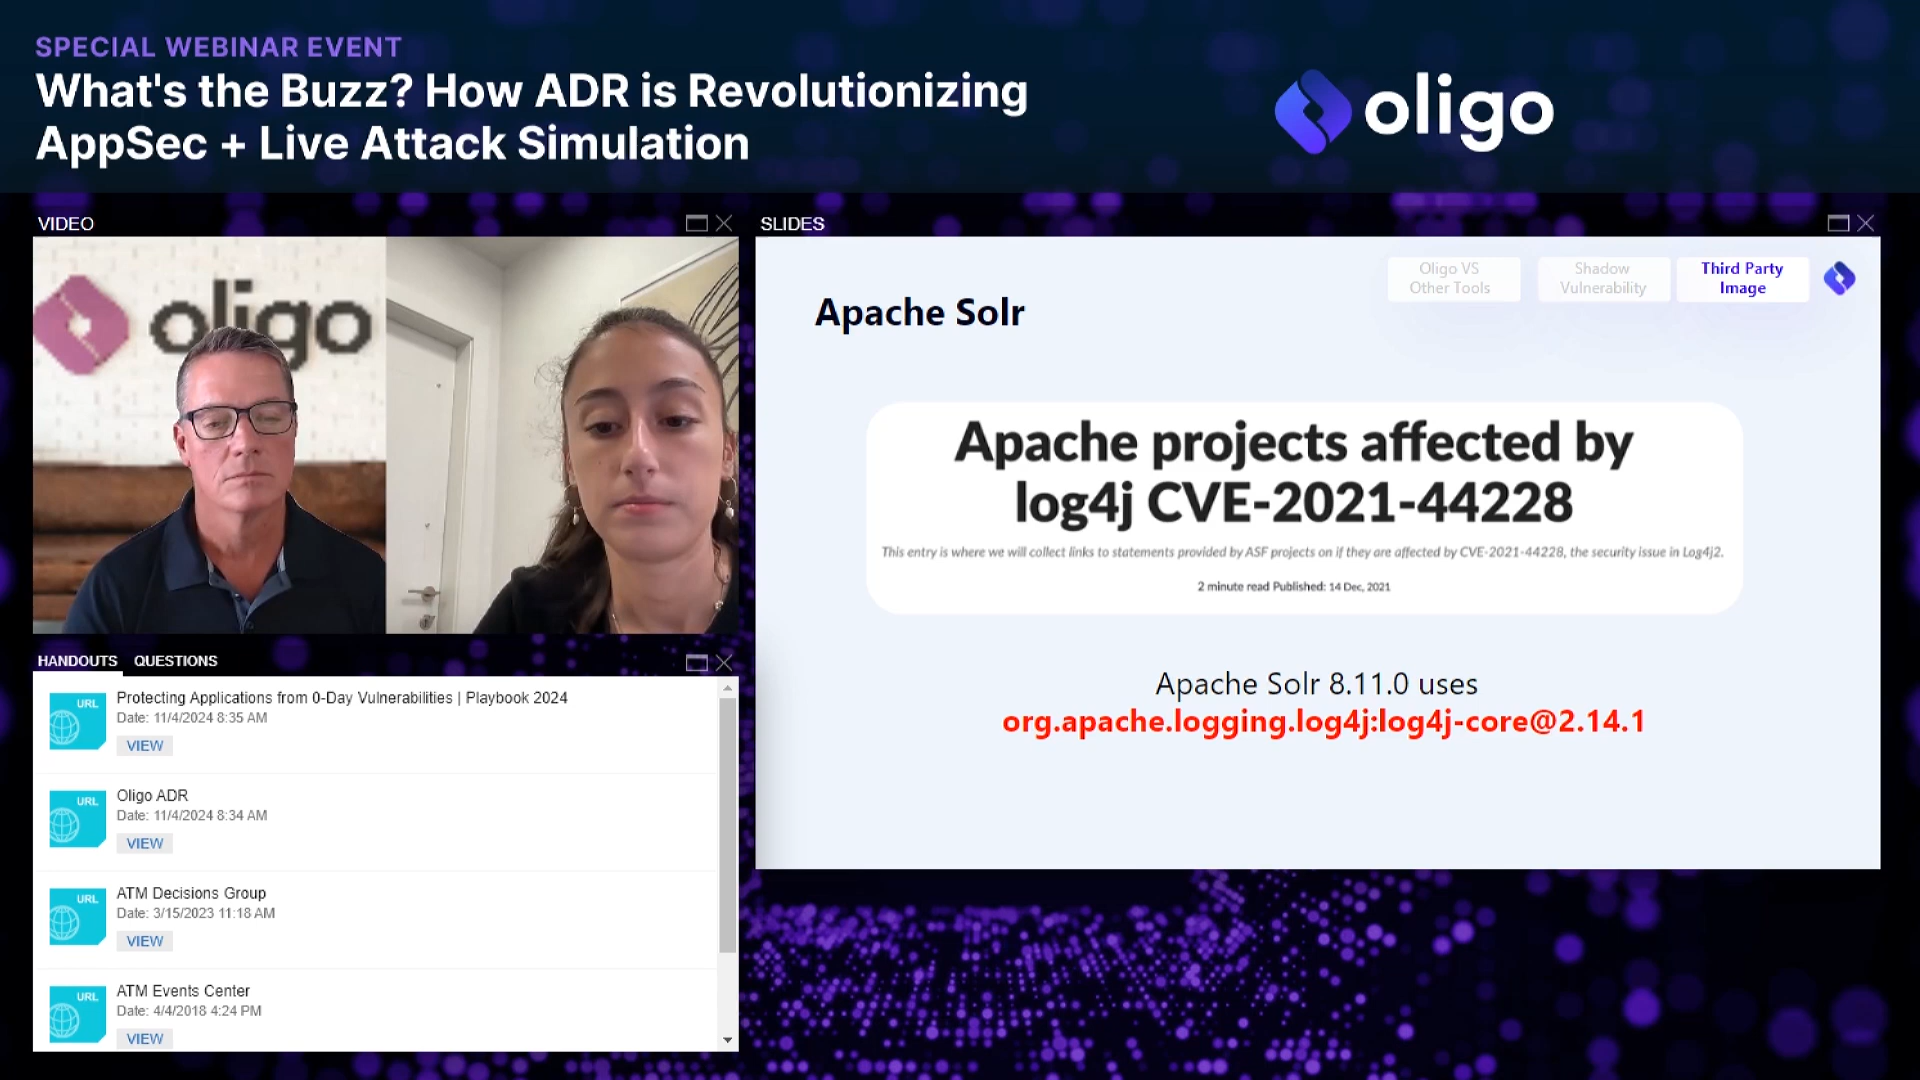 SPECIAL WEBINAR EVENT
What's the Buzz? How ADR is Revolutionizing
AppSec + Live Attack Simulation
oligo
VIDEO
oligo
SLIDES
Oligo VS
Other Tools
Shadow
Vulnerability
Third Party
Image
Apache Solr
Apache projects affected by
log4j CVE-2021-44228
This entry is where we will collect links to statements provided by ASF projects on if they are affected by CVE-2021-44228, the security issue in Log4j2.
2 minute read Published: 14 Dec, 2021
Apache Solr 8.11.0 uses
org.apache.logging.log4j:log4j-core@2.14.1
HANDOUTS QUESTIONS
URL
Protecting Applications from 0-Day Vulnerabilities | Playbook 2024
Date: 11/4/2024 8:35 AM
VIEW
URL
Oligo ADR
Date: 11/4/2024 8:34 AM
VIEW
URL
ATM Decisions Group
Date: 3/15/2023 11:18 AM
VIEW
URL
ATM Events Center
Date: 4/4/2018 4:24 PM
VIEW